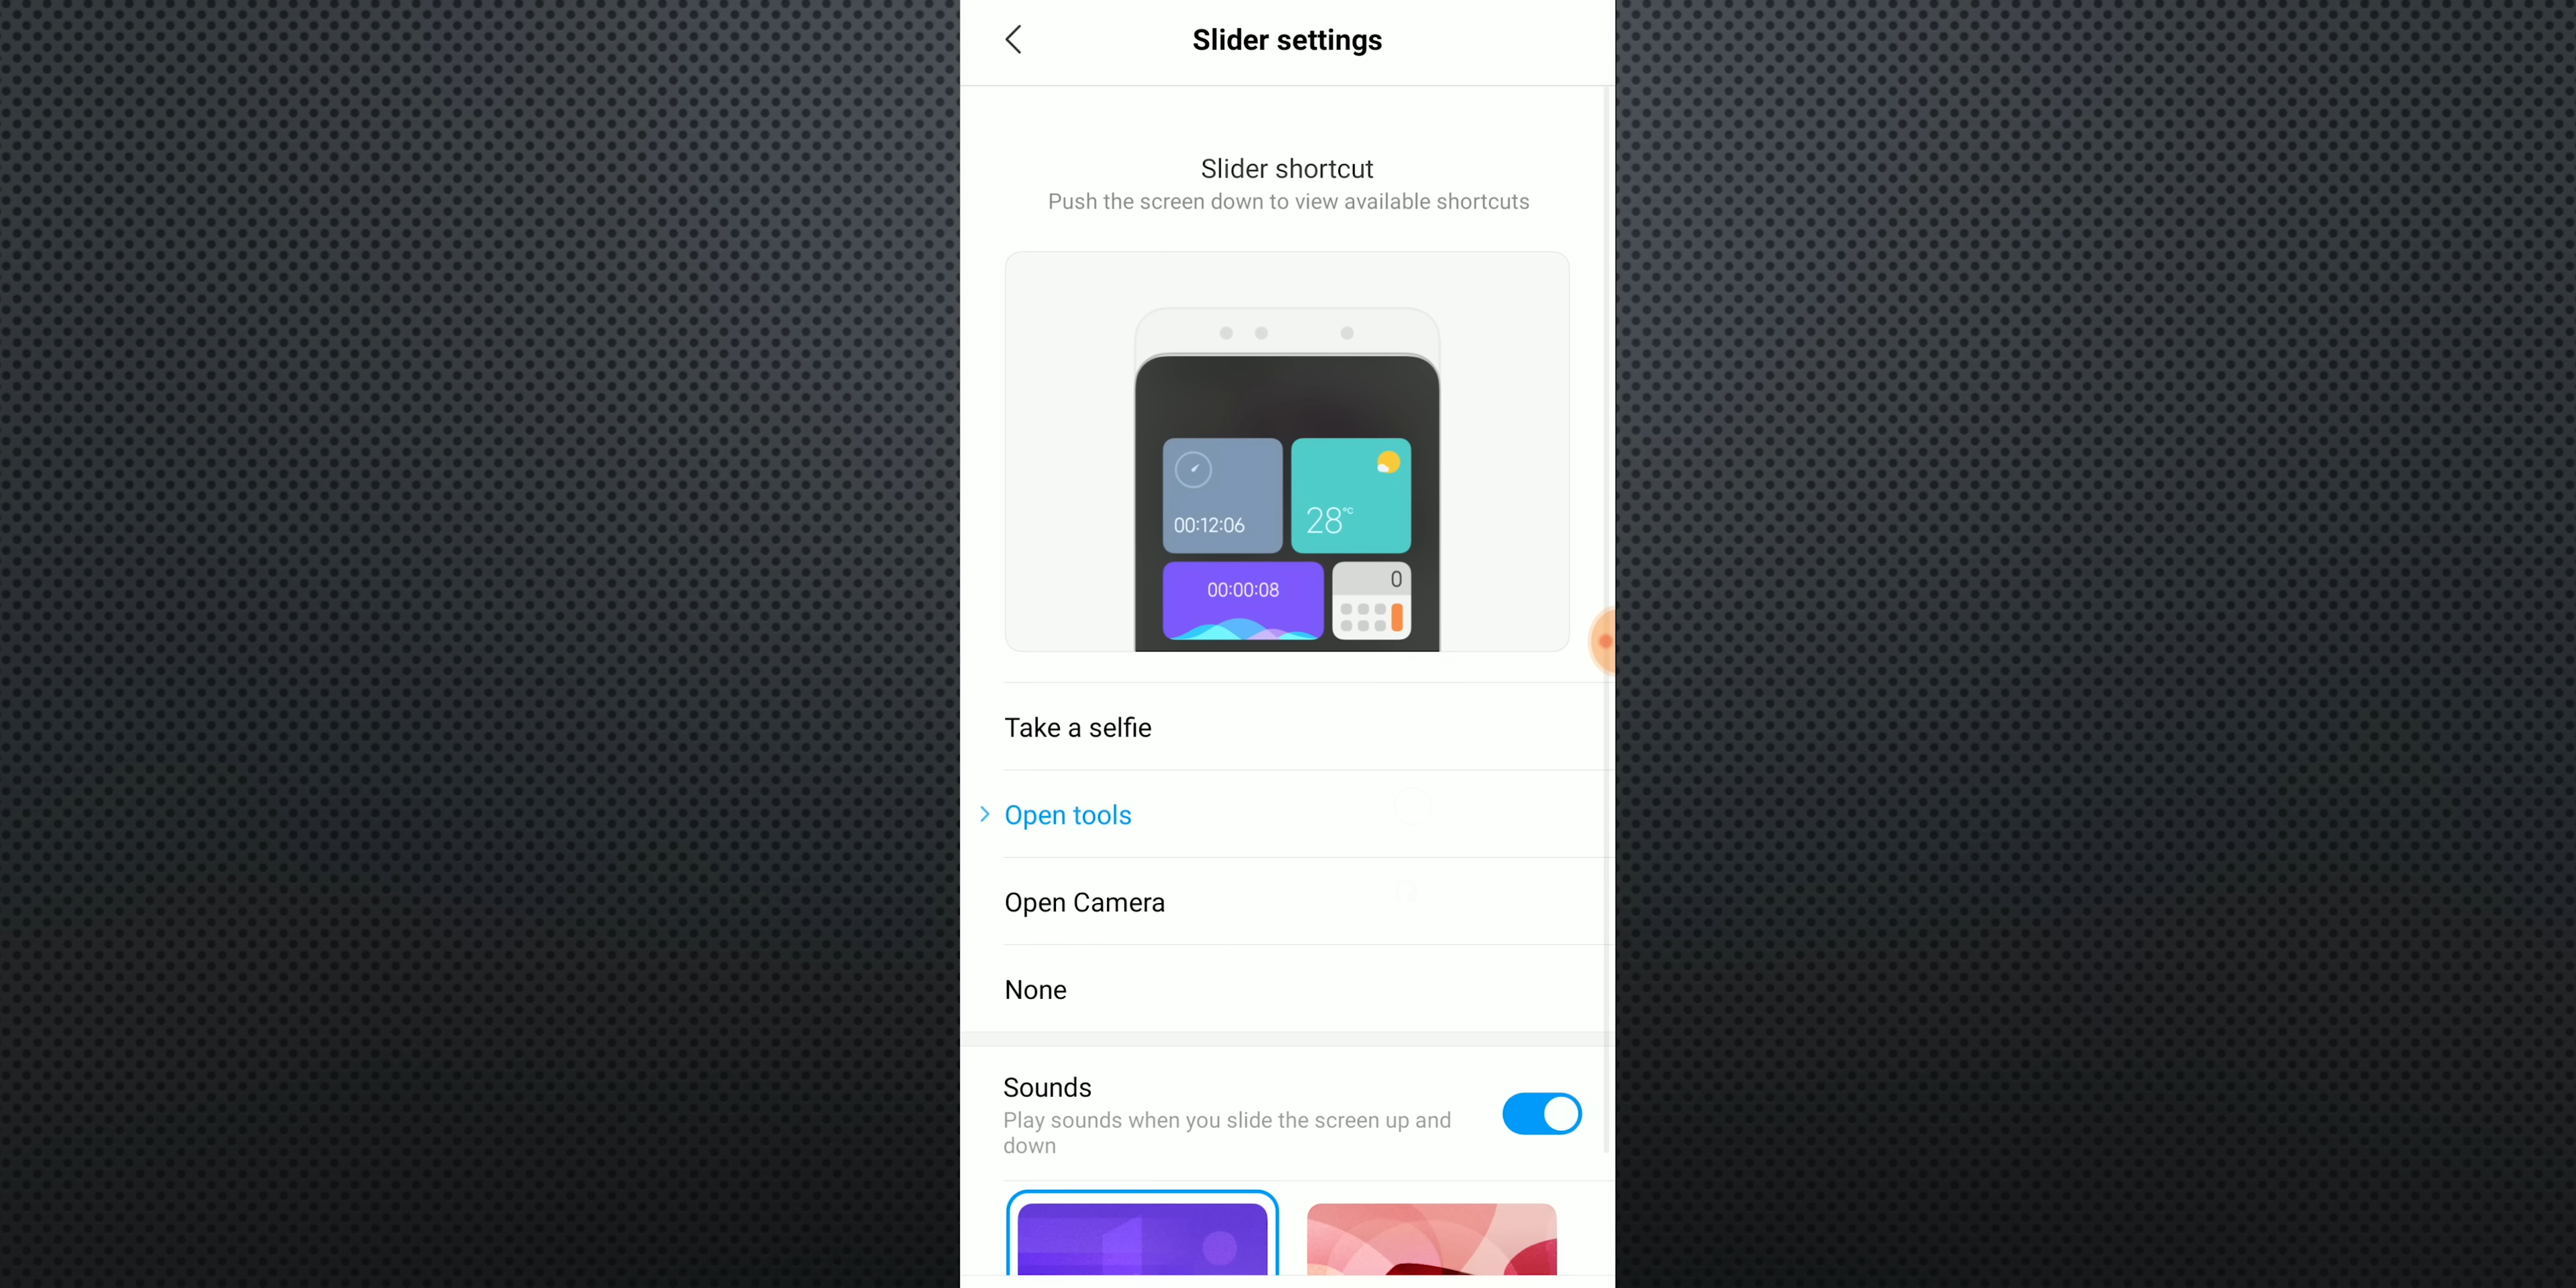 Slider settings
Slider shortcut
Push the screen down to view available shortcuts
00:12:06
28°C
00:00:08
0
Take a selfie
Open tools
Open Camera
None
Sounds
Play sounds when you slide the screen up and
down